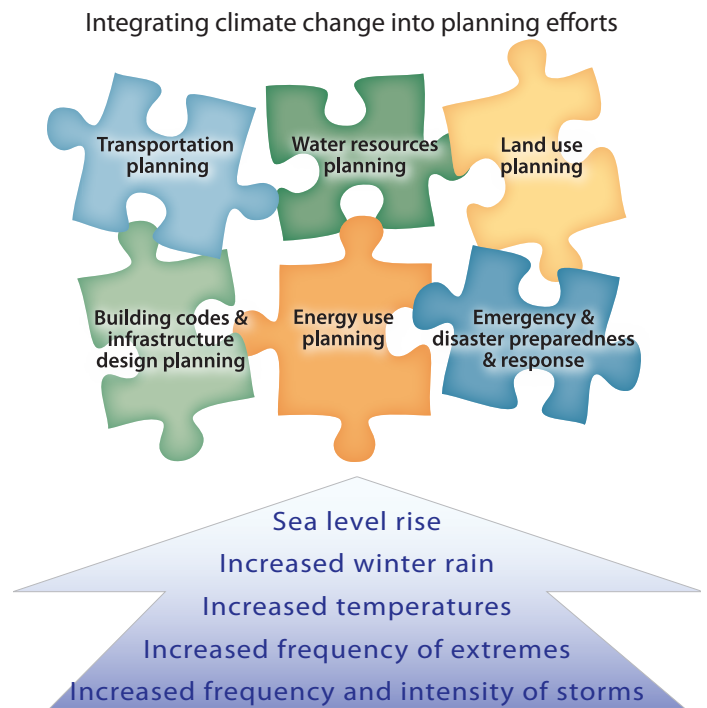 Integrating climate change into planning efforts
Transportation
planning
Water resources
planning
Land use
planning
Building codes &
infrastructure
design planning
Energy use
planning
Emergency &
disaster preparedness
& response
Sea level rise
Increased winter rain
Increased temperatures
Increased frequency of extremes
Increased frequency and intensity of storms